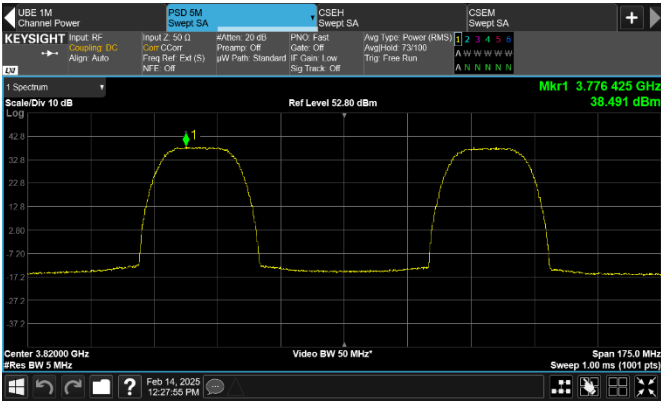 UBE 1M
Channel Power
PSD 5M
Swept SA
CSEH
Swept SA
CSEM
Swept SA
KEYSIGHT
Input: RF
Coupling: DC
Align: Auto
Input Z: 50 Ω
Corr CCorr
Freq Ref: Ext (S)
NFE: Off
#Atten: 20 dB
Preamp: Off
µW Path: Standard
PNO: Fast
Gate: Off
IF Gain: Low
Sig Track: Off
Avg Type: Power (RMS)
Avg|Hold: 73/100
Trig: Free Run
1 2 3 4 5 6
A W W W W W
A N N N N N
LXI
1 Spectrum
Scale/Div 10 dB
Log
Ref Level 52.80 dBm
Mkr1 3.776 425 GHz
38.491 dBm
1
42.8
32.8
22.8
12.8
2.80
-7.20
-17.2
-27.2
-37.2
Center 3.82000 GHz
#Res BW 5 MHz
Video BW 50 MHz*
Span 175.0 MHz
Sweep 1.00 ms (1001 pts)
?
Feb 14, 2025
12:27:55 PM